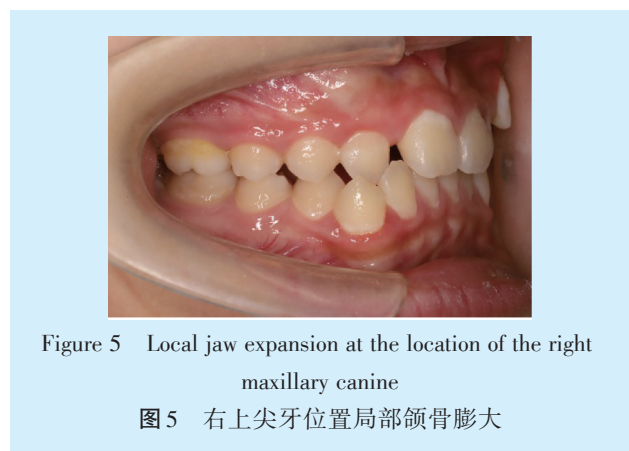 Figure 5 Local jaw expansion at the location of the right
maxillary canine
图5 右上尖牙位置局部颌骨膨大